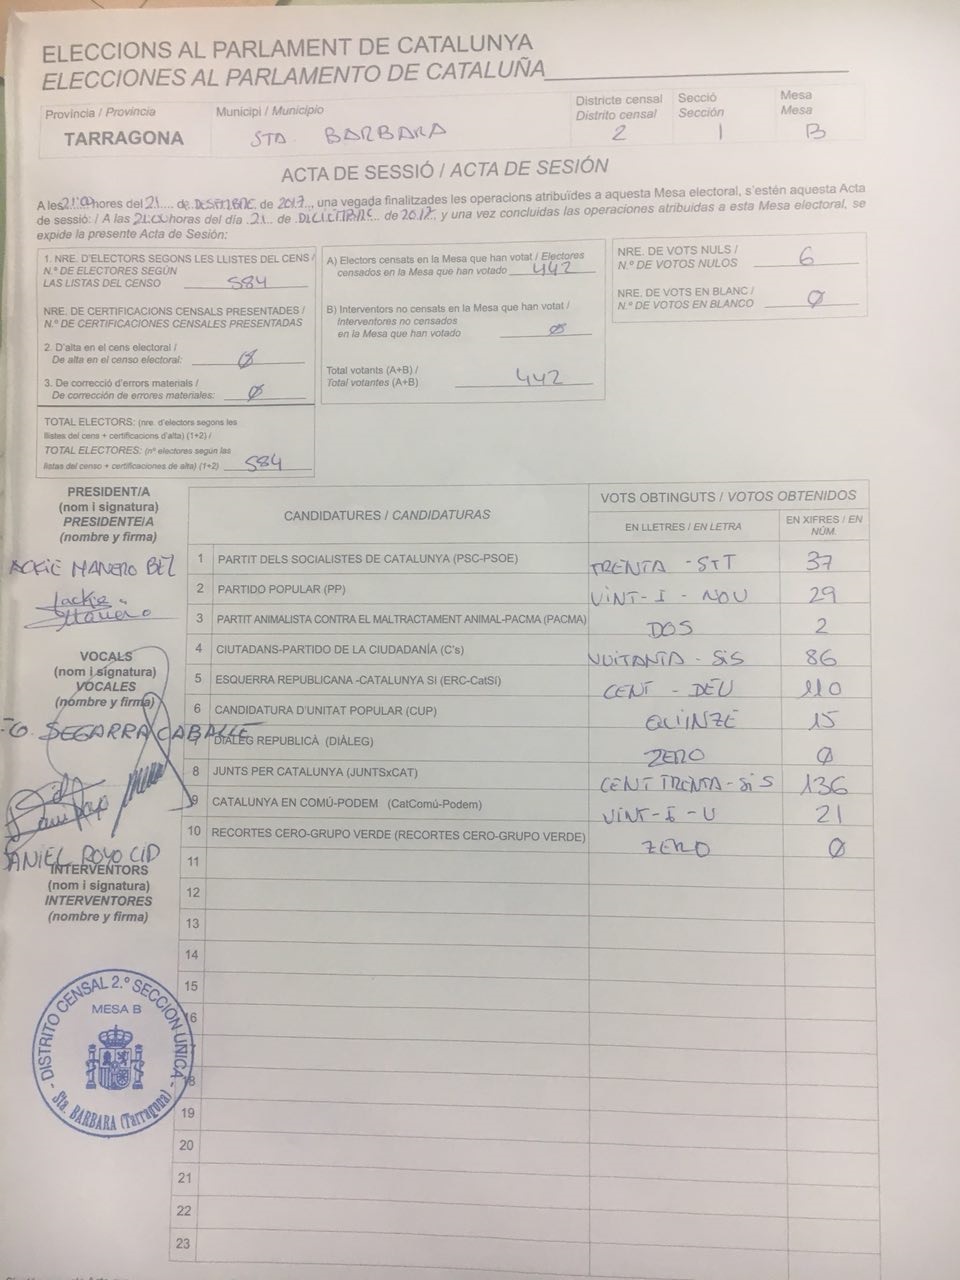 ELECCIONS AL PARLAMENT DE CATALUNYA
ELECCIONES AL PARLAMENTO DE CATALUÑA
Provincia / Provincia
TARRAGONA
Municipi / Municipio
STA. BARBARA
Districte censal
Distrito censal
2
Secció
Sección
1
Mesa
Mesa
B
ACTA DE SESSIÓ / ACTA DE SESIÓN
A les 21:00 hores del 21 de DESEMBRE de 2017, una vegada finalitzades les operacions atribuïdes a aquesta Mesa electoral, s'estén aquesta Acta
de sessió: / A las 21:00 horas del día 21 de DICIEMBRE de 2017 y una vez concluidas las operaciones atribuidas a esta Mesa electoral, se
expide la presente Acta de Sesión:
1. NRE. D'ELECTORS SEGONS LES LLISTES DEL CENS /
N.º DE ELECTORES SEGÚN
LAS LISTAS DEL CENSO 584
NRE. DE CERTIFICACIONS CENSALS PRESENTADES /
N.º DE CERTIFICACIONES CENSALES PRESENTADAS
2. D'alta en el cens electoral /
De alta en el censo electoral: Ø
3. De correcció d'errors materials /
De corrección de errores materiales: Ø
TOTAL ELECTORS: (nre. d'electors segons les
llistes del cens + certificacions d'alta) (1+2) /
TOTAL ELECTORES: (nº electores según las
listas del censo + certificaciones de alta) (1+2) 584
A) Electors censats en la Mesa que han votat / Electores
censados en la Mesa que han votado 442
B) Interventors no censats en la Mesa que han votat /
Interventores no censados
en la Mesa que han votado Ø
Total votants (A+B) /
Total votantes (A+B) 442
NRE. DE VOTS NULS /
N.º DE VOTOS NULOS 6
NRE. DE VOTS EN BLANC /
N.º DE VOTOS EN BLANCO Ø
PRESIDENT/A
(nom i signatura)
PRESIDENTE/A
(nombre y firma)
ACKIE MANERO BEL
Jackie
Manero
VOCALS
(nom i signatura)
VOCALES
(nombre y firma)
SEGARRA CABALLÉ
DANIEL ROYO CID
INTERVENTORS
(nom i signatura)
INTERVENTORES
(nombre y firma)
DISTRITO CENSAL 2.º SECCION UNICA
MESA B
Sta. BARBARA (Tarragona)
CANDIDATURES / CANDIDATURAS
VOTS OBTINGUTS / VOTOS OBTENIDOS
EN LLETRES / EN LETRA
EN XIFRES / EN
NÚM.
1 PARTIT DELS SOCIALISTES DE CATALUNYA (PSC-PSOE) TRENTA - SET 37
2 PARTIDO POPULAR (PP) VINT- I - NOU 29
3 PARTIT ANIMALISTA CONTRA EL MALTRACTAMENT ANIMAL-PACMA (PACMA) DOS 2
4 CIUTADANS-PARTIDO DE LA CIUDADANÍA (C's) VUITANTA - SIS 86
5 ESQUERRA REPUBLICANA -CATALUNYA SI (ERC-CatSí) CENT - DEU 110
6 CANDIDATURA D'UNITAT POPULAR (CUP) QUINZE 15
7 DIÀLEG REPUBLICÀ (DIÀLEG) ZERO Ø
8 JUNTS PER CATALUNYA (JUNTSxCAT) CENT TRENTA - SIS 136
9 CATALUNYA EN COMÚ-PODEM (CatComú-Podem) VINT - I - U 21
10 RECORTES CERO-GRUPO VERDE (RECORTES CERO-GRUPO VERDE) ZERO Ø
11
12
13
14
15
16
17
18
19
20
21
22
23